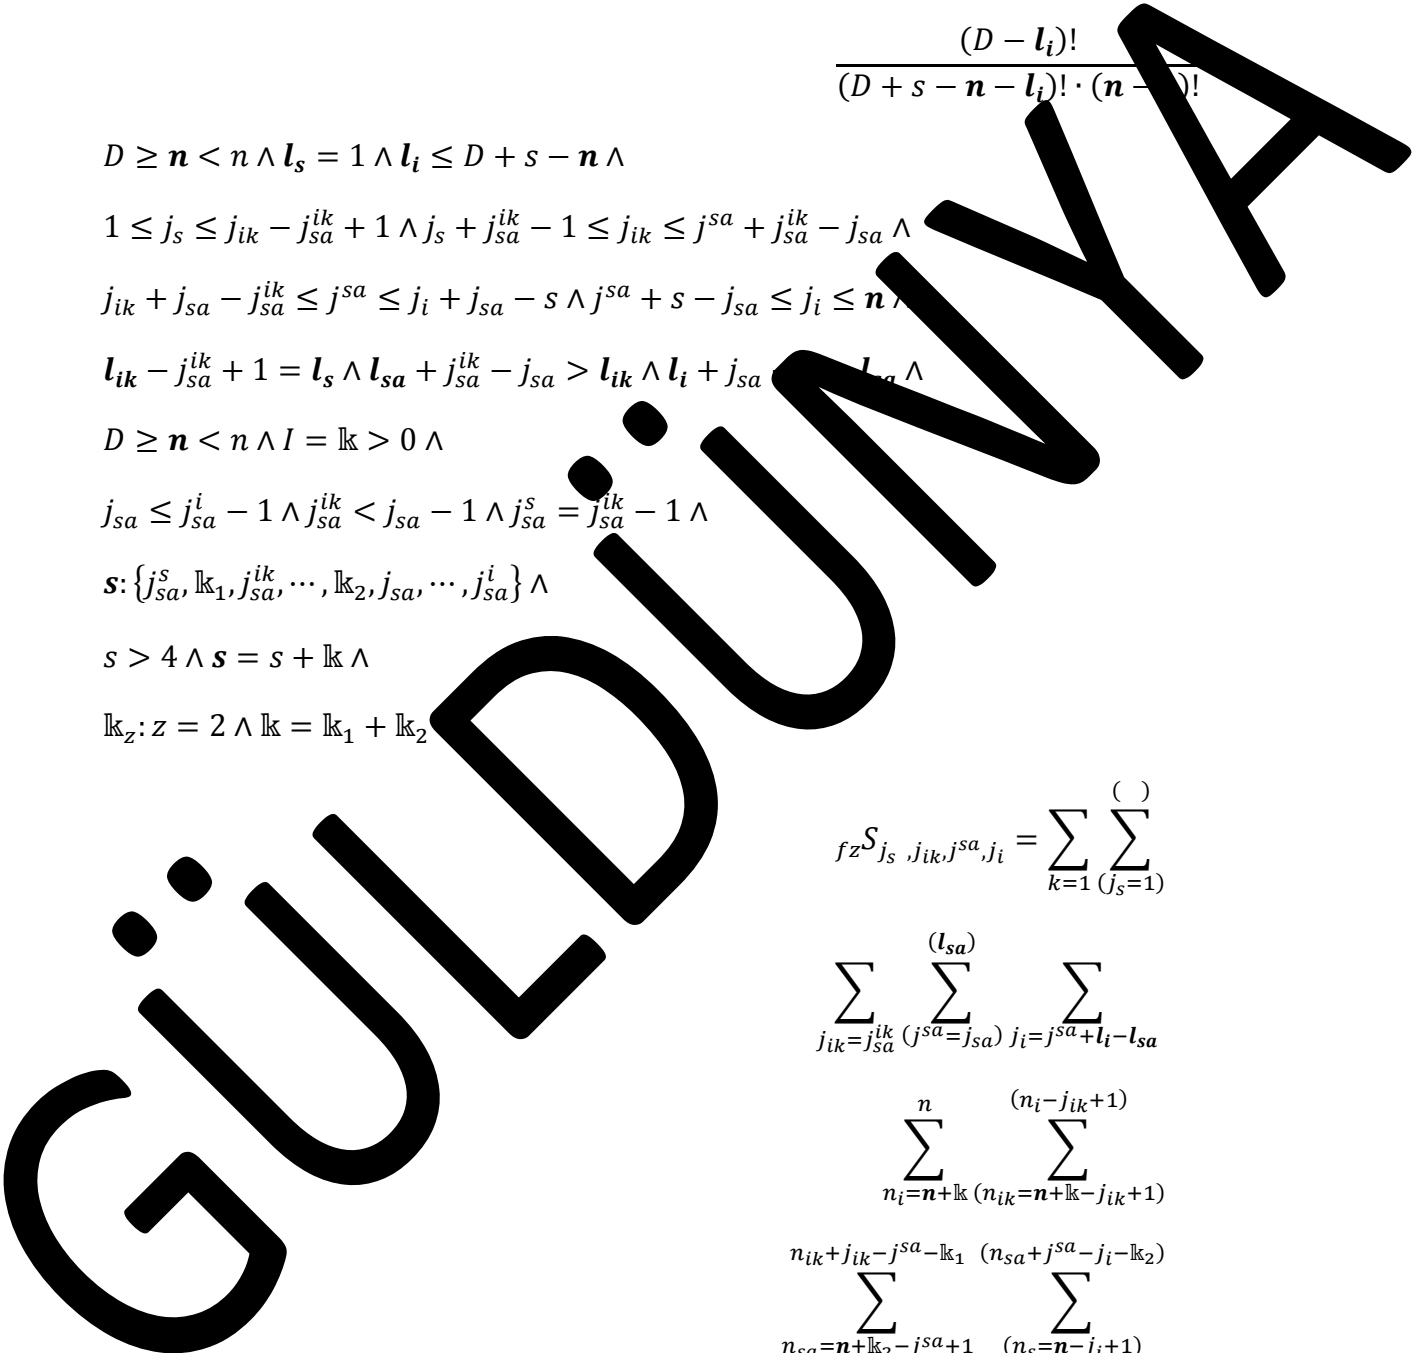 (D − l_i)!
(D + s − n − l_i)! · (n − )!
D ≥ n < n ∧ l_s = 1 ∧ l_i ≤ D + s − n ∧
1 ≤ j_s ≤ j_ik − j_sa^ik + 1 ∧ j_s + j_sa^ik − 1 ≤ j_ik ≤ j^sa + j_sa^ik − j_sa ∧
j_ik + j_sa − j_sa^ik ≤ j^sa ≤ j_i + j_sa − s ∧ j^sa + s − j_sa ≤ j_i ≤ n ∧
l_ik − j_sa^ik + 1 = l_s ∧ l_sa + j_sa^ik − j_sa > l_ik ∧ l_i + j_sa l_sa ∧
D ≥ n < n ∧ I = 𝕜 > 0 ∧
j_sa ≤ j_sa^i − 1 ∧ j_sa^ik < j_sa − 1 ∧ j_sa^s = j_sa^ik − 1 ∧
s: {j_sa^s, 𝕜_1, j_sa^ik, ⋯ , 𝕜_2, j_sa, ⋯ , j_sa^i} ∧
s > 4 ∧ s = s + 𝕜 ∧
𝕜_z: z = 2 ∧ 𝕜 = 𝕜_1 + 𝕜_2
( )
_fz S_{j_s ,j_ik,j^sa,j_i} = ∑ ∑
k=1 (j_s=1)
(l_sa)
∑ ∑ ∑
j_ik=j_sa^ik (j^sa=j_sa) j_i=j^sa+l_i−l_sa
n (n_i−j_ik+1)
∑ ∑
n_i=n+𝕜 (n_ik=n+𝕜−j_ik+1)
n_ik+j_ik−j^sa−𝕜_1 (n_sa+j^sa−j_i−𝕜_2)
∑ ∑
n_sa=n+𝕜_2−j^sa+1 (n_s=n−j_i+1)
GÜLDÜNYA